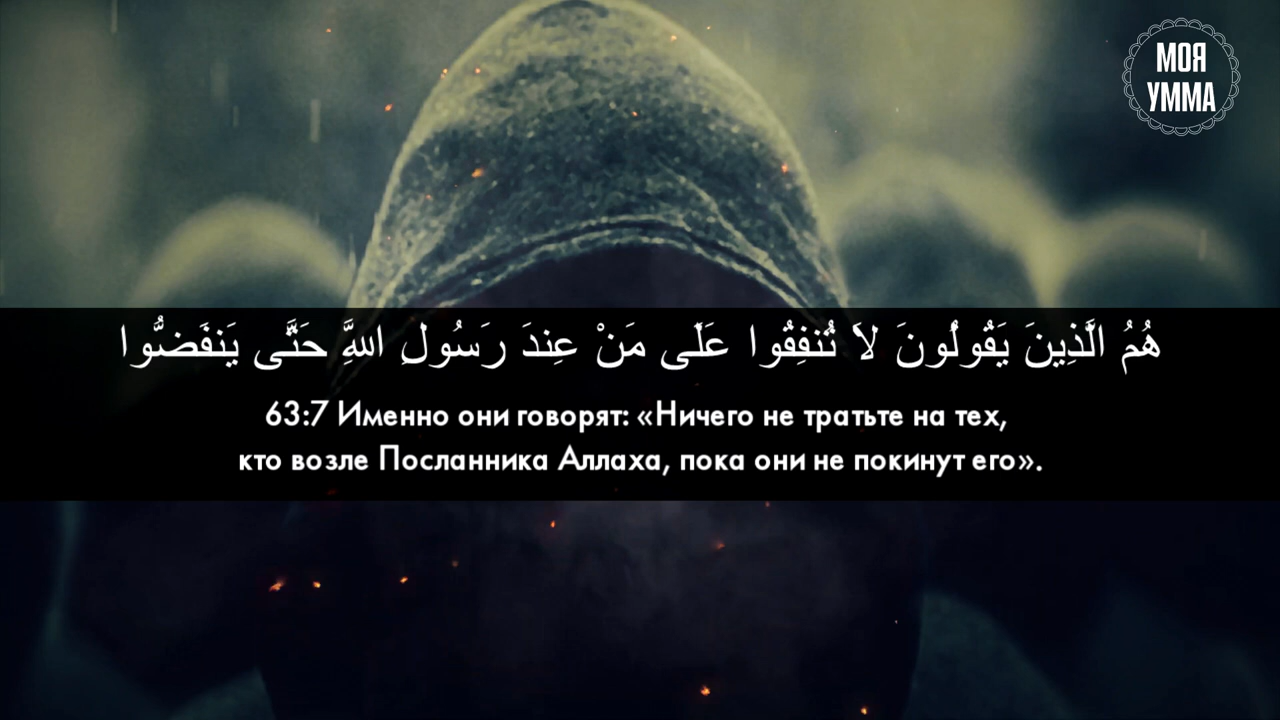 МОЯ
УММА
هُمُ الَّذِينَ يَقُولُونَ لاَ تُنفِقُوا عَلَى مَنْ عِندَ رَسُولِ اللَّهِ حَتَّى يَنفَضُّوا
63:7 Именно они говорят: «Ничего не тратьте на тех,
кто возле Посланника Аллаха, пока они не покинут его».